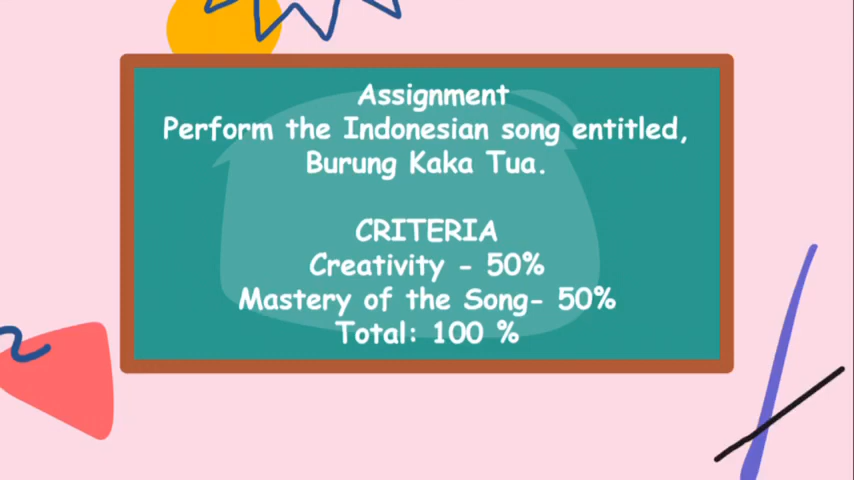 Assignment
Perform the Indonesian song entitled,
Burung Kaka Tua.
CRITERIA
Creativity - 50%
Mastery of the Song- 50%
Total: 100 %